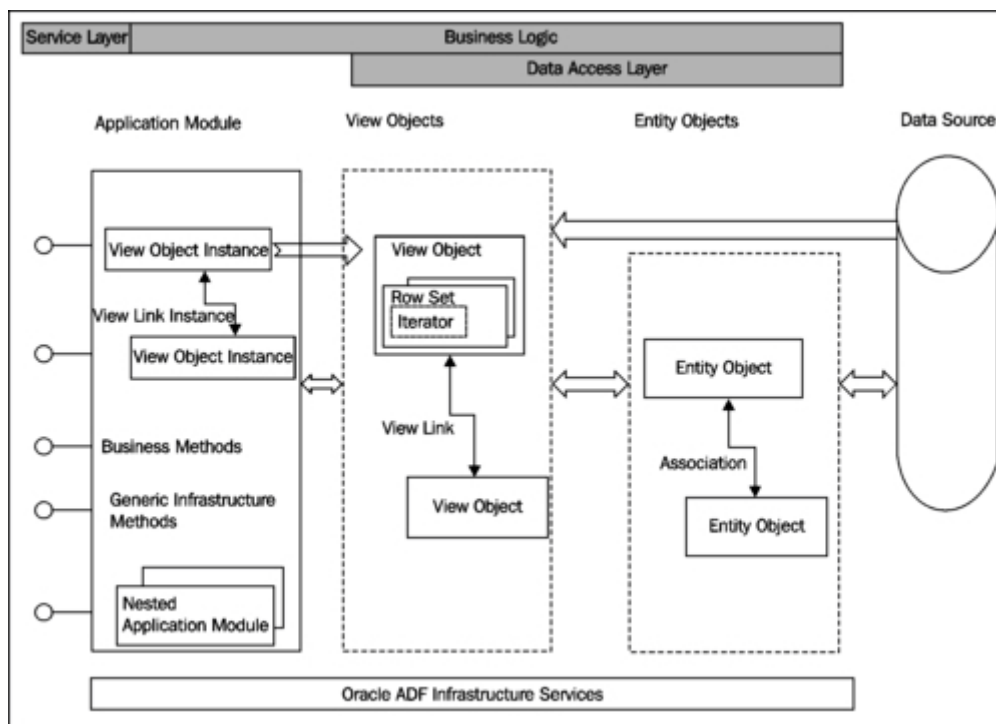 Service Layer
Business Logic
Data Access Layer
Application Module
View Objects
Entity Objects
Data Source
View Object Instance
View Link Instance
View Object Instance
Business Methods
Generic Infrastructure
Methods
Nested
Application Module
View Object
Row Set
Iterator
View Link
View Object
Entity Object
Association
Entity Object
Oracle ADF Infrastructure Services